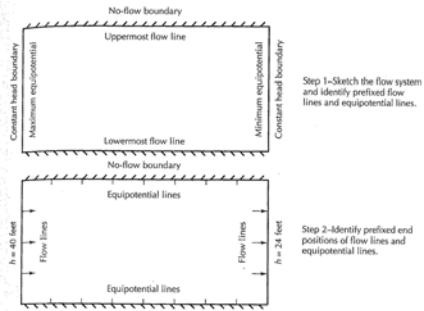 No-flow boundary
Uppermost flow line
Constant head boundary
Maximum equipotential
Minimum equipotential
Constant head boundary
Lowermost flow line
No-flow boundary
Step 1–Sketch the flow system
and identify prefixed flow
lines and equipotential lines.
Equipotential lines
h = 40 feet
Flow lines
Flow lines
h = 24 feet
Equipotential lines
Step 2–Identify prefixed end
positions of flow lines and
equipotential lines.